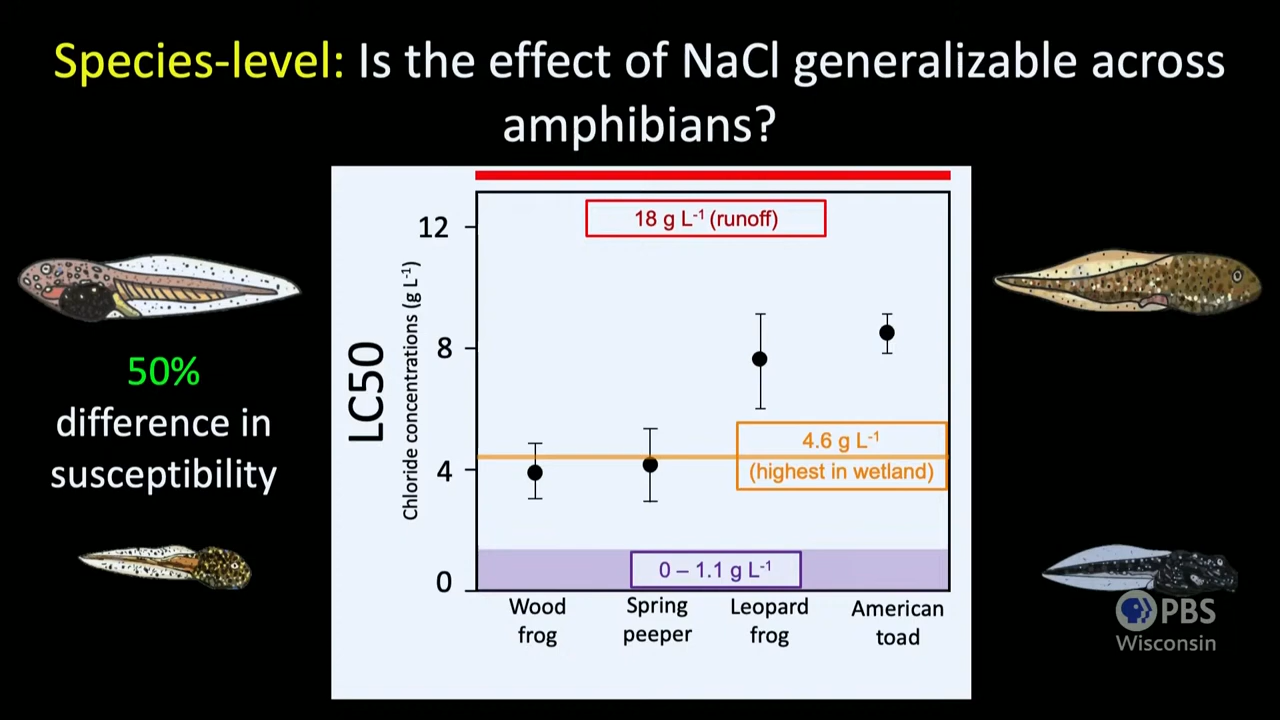 Species-level: Is the effect of NaCl generalizable across
amphibians?
50%
difference in
susceptibility
LC50
Chloride concentrations (g L⁻¹)
12
8
4
0
18 g L⁻¹ (runoff)
4.6 g L⁻¹
(highest in wetland)
0 – 1.1 g L⁻¹
Wood
frog
Spring
peeper
Leopard
frog
American
toad
PBS
Wisconsin